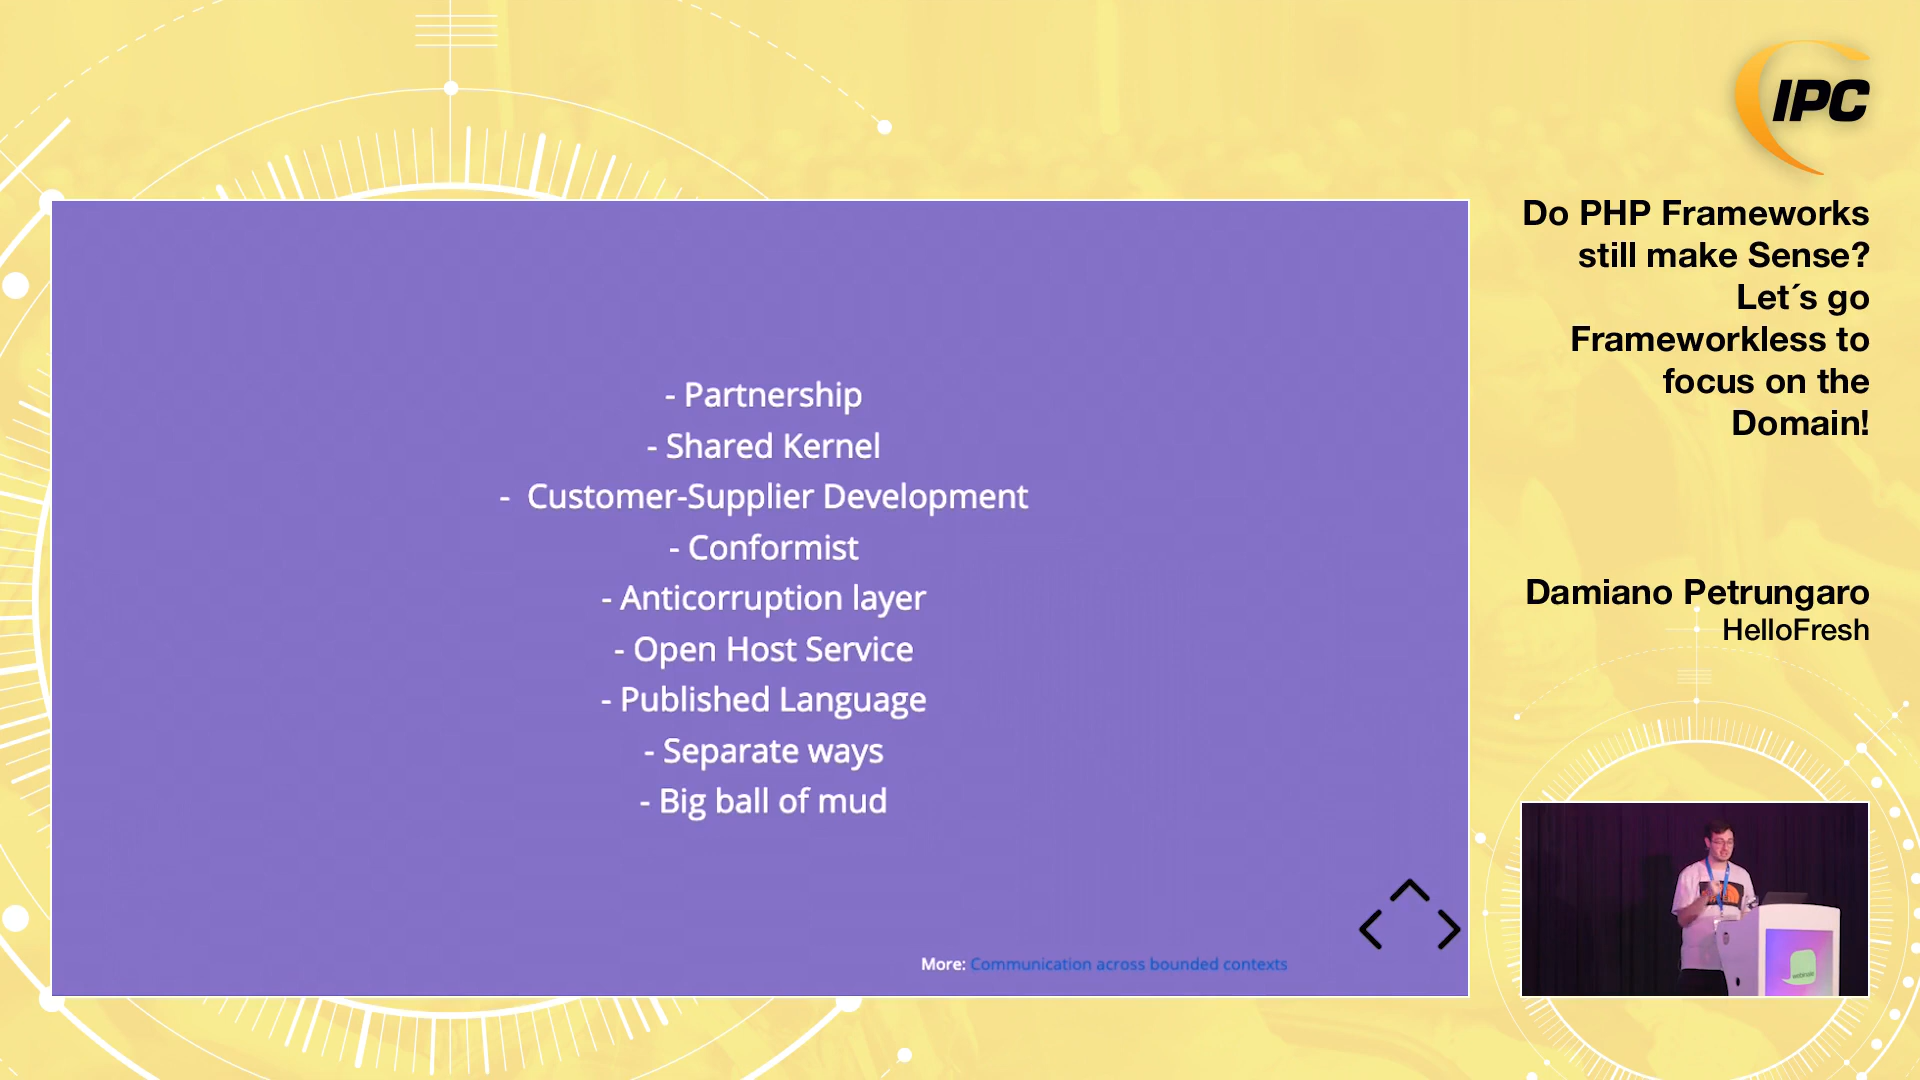 IPC
Do PHP Frameworks
still make Sense?
Let´s go
Frameworkless to
focus on the
Domain!
- Partnership
- Shared Kernel
- Customer-Supplier Development
- Conformist
- Anticorruption layer
- Open Host Service
- Published Language
- Separate ways
- Big ball of mud
More: Communication across bounded contexts
Damiano Petrungaro
HelloFresh
webinale